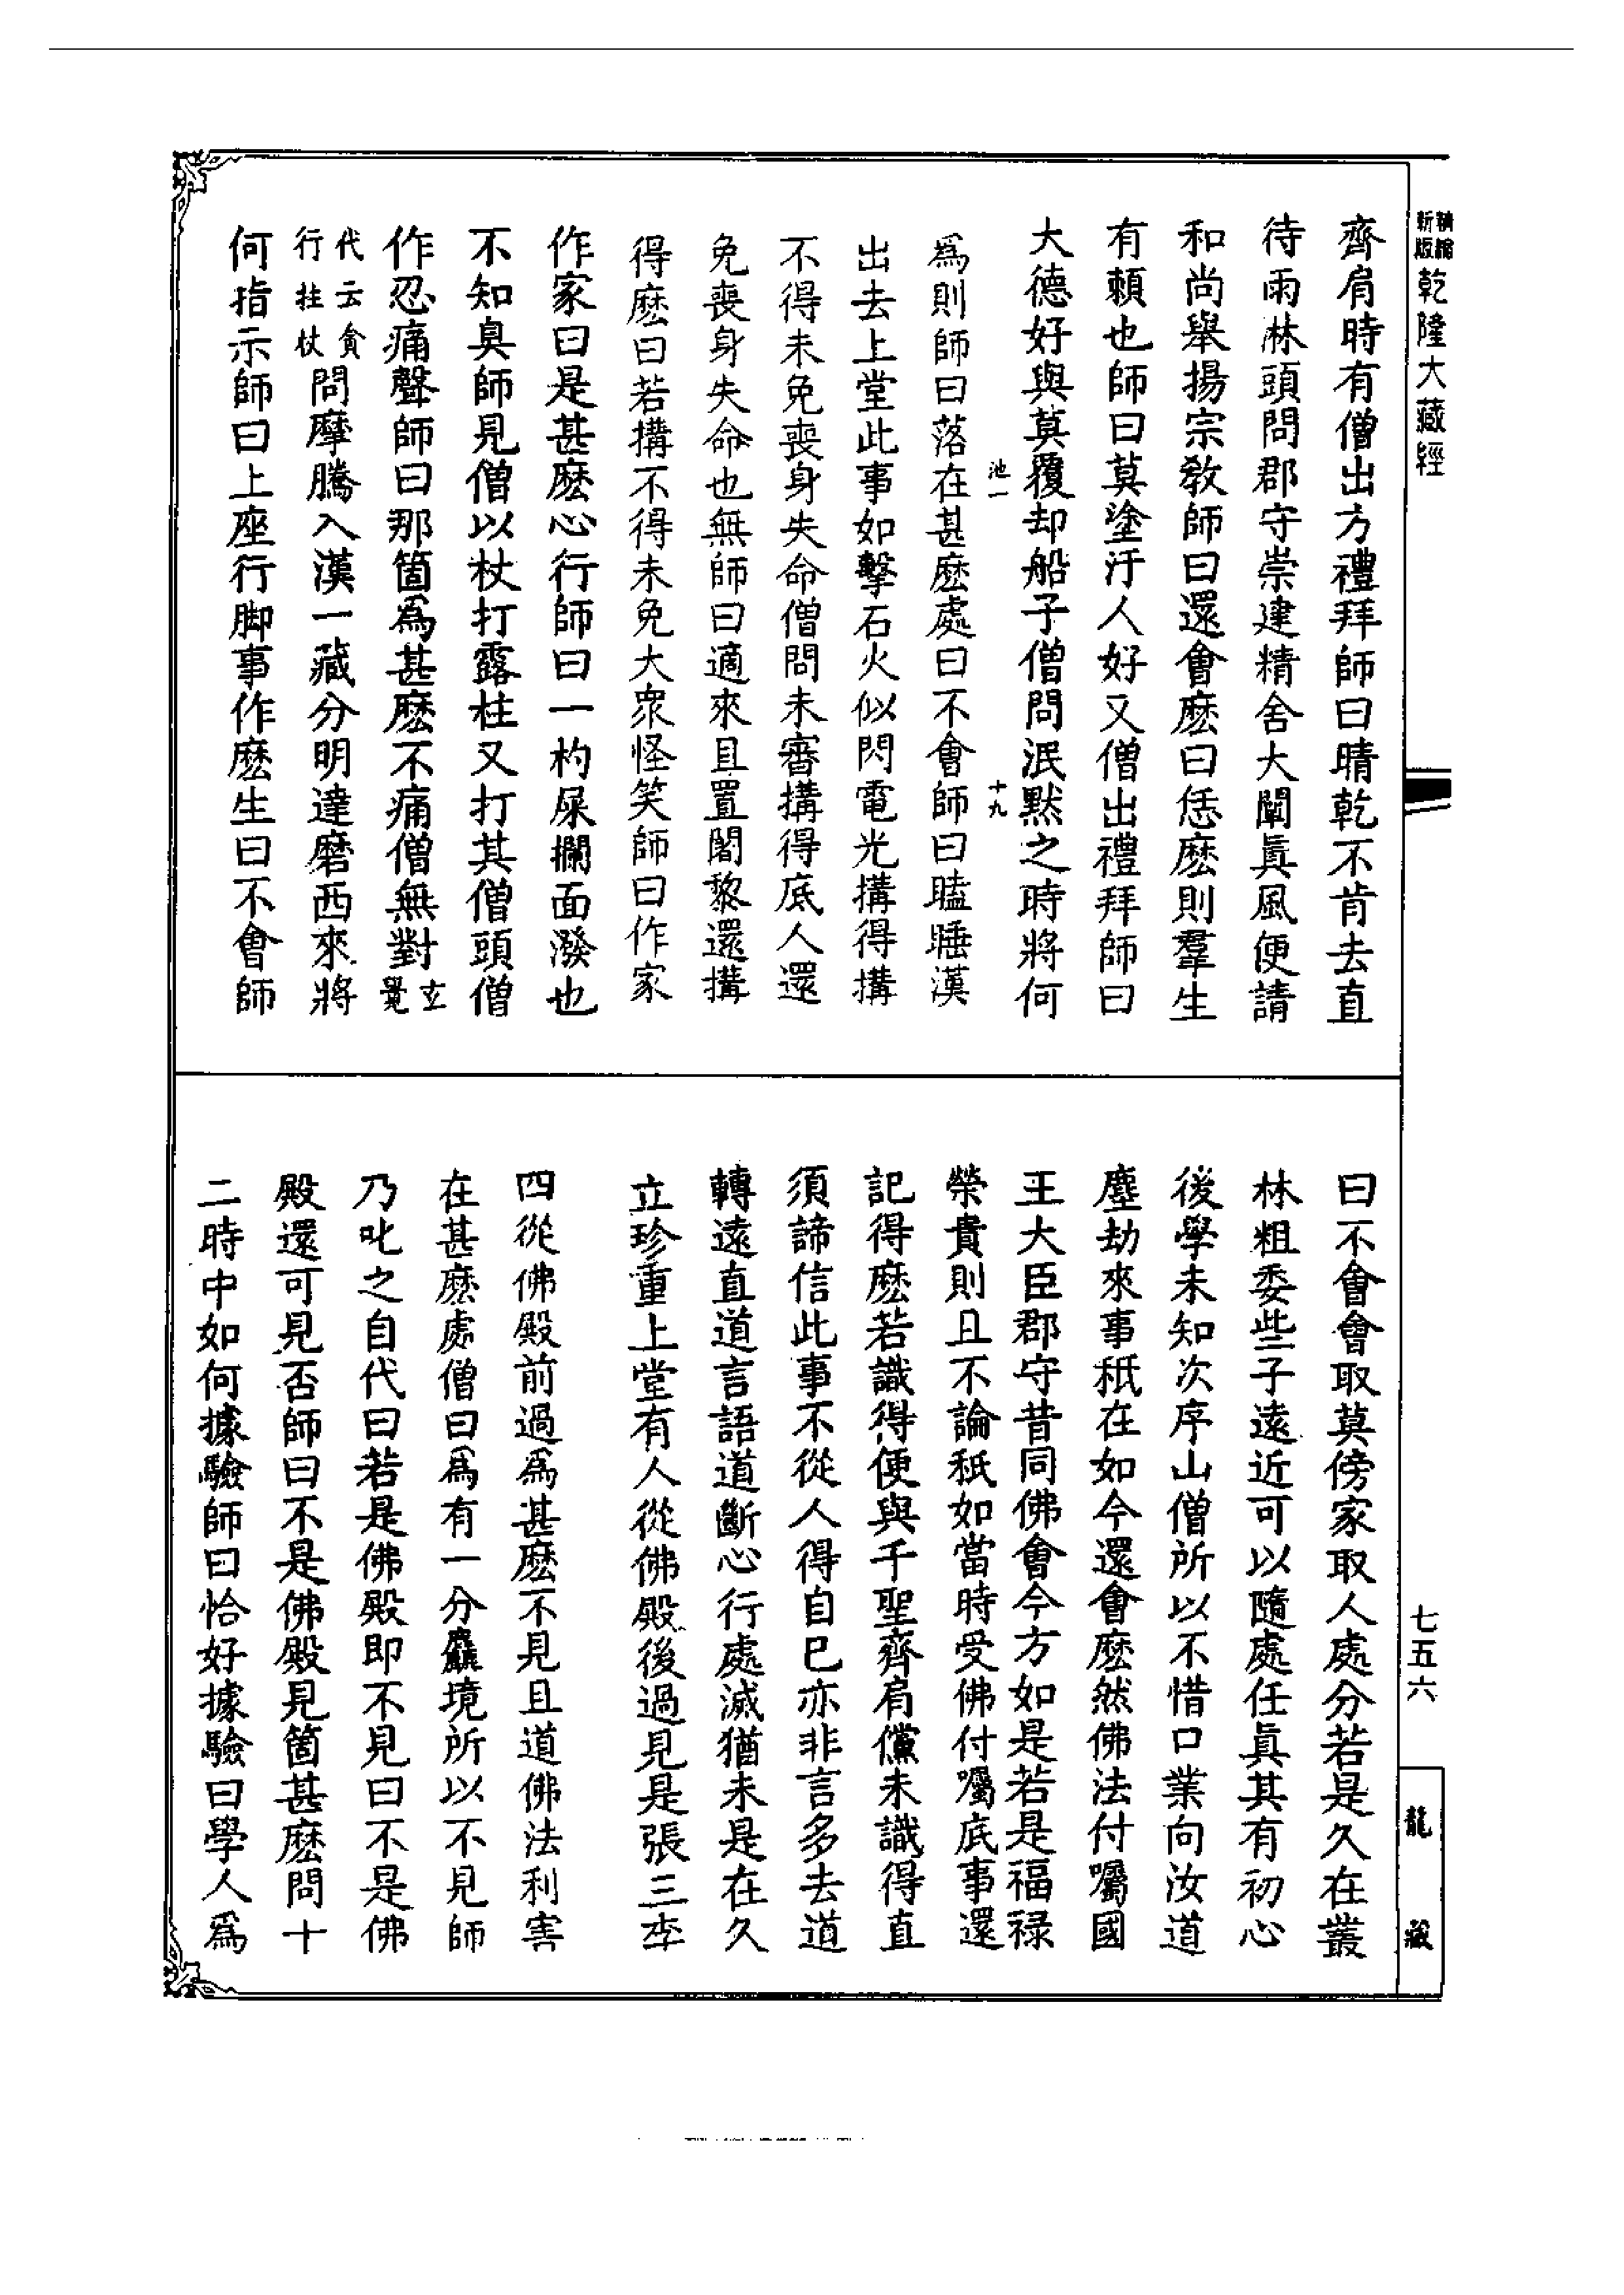 精縮新版乾隆大藏經
齊肩時有僧出方禮拜師曰晴乾不肯去直
待雨淋頭問郡守崇建精舍大闡眞風便請
和尚舉揚宗敎師曰還會麽曰恁麽則羣生
有賴也師曰莫塗汙人好又僧出禮拜師曰
大德好與莫覆却船子僧問泯黙之時將何
池一 十九
爲則師曰落在甚麽處曰不會師曰瞌睡漢
出去上堂此事如擊石火似閃電光搆得搆
不得未免喪身失命僧問未審搆得底人還
免喪身失命也無師曰適來且置闍黎還搆
得麽曰若搆不得未免大衆怪笑師曰作家
作家曰是甚麽心行師曰一杓屎攔面潑也
不知臭師見僧以杖打露柱又打其僧頭僧
作忍痛聲師曰那箇爲甚麽不痛僧無對玄覺
代云貪行拄杖問摩騰入漢一藏分明達磨西來將
何指示師曰上座行脚事作麽生曰不會師
曰不會會取莫傍家取人處分若是久在叢
林粗委些子遠近可以隨處任眞其有初心
後學未知次序山僧所以不惜口業向汝道
塵劫來事秖在如今還會麽然佛法付囑國
王大臣郡守昔同佛會今方如是若是福禄
榮貴則且不論秖如當時受佛付囑底事還
記得麽若識得便與千聖齊肩儻未識得直
須諦信此事不從人得自已亦非言多去道
轉遠直道言語道斷心行處滅猶未是在久
立珍重上堂有人從佛殿後過見是張三李
四從佛殿前過爲甚麽不見且道佛法利害
在甚麽處僧曰爲有一分麤境所以不見師
乃叱之自代曰若是佛殿即不見曰不是佛
殿還可見否師曰不是佛殿見箇甚麽問十
二時中如何據驗師曰恰好據驗曰學人爲
七五六
龍藏